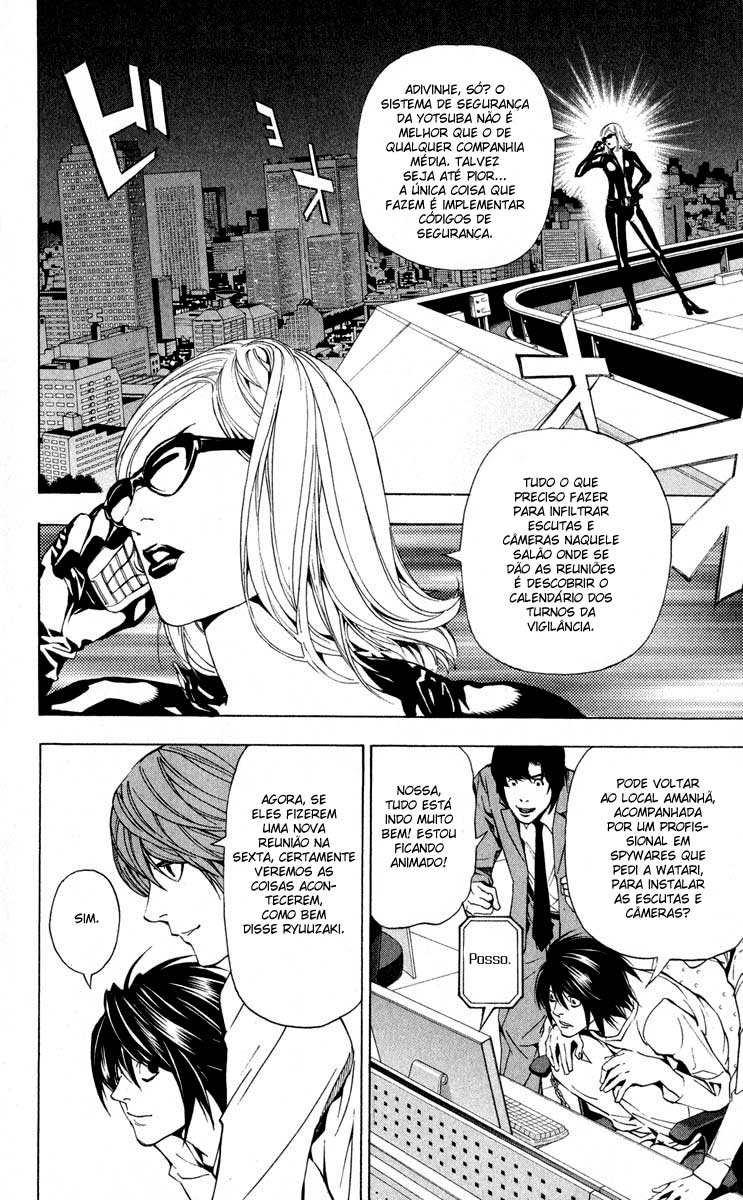 ビュオオオ
ADIVINHE, SÓ? O
SISTEMA DE SEGURANÇA
DA YOTSUBA NÃO É
MELHOR QUE O DE
QUALQUER COMPANHIA
MÉDIA. TALVEZ
SEJA ATÉ PIOR...
A ÚNICA COISA QUE
FAZEM É IMPLEMENTAR
CÓDIGOS DE
SEGURANÇA.
TUDO O QUE
PRECISO FAZER
PARA INFILTRAR
ESCUTAS E
CÂMERAS NAQUELE
SALÃO ONDE SE
DÃO AS REUNIÕES
É DESCOBRIR O
CALENDÁRIO DOS
TURNOS DA
VIGILÂNCIA.
AGORA, SE
ELES FIZEREM
UMA NOVA
REUNIÃO NA
SEXTA, CERTAMENTE
VEREMOS AS
COISAS ACON-
TECEREM,
COMO BEM
DISSE RYUUZAKI.
SIM.
NOSSA,
TUDO ESTÁ
INDO MUITO
BEM! ESTOU
FICANDO
ANIMADO!
PODE VOLTAR
AO LOCAL AMANHÃ,
ACOMPANHADA
POR UM PROFIS-
SIONAL EM
SPYWARES QUE
PEDI A WATARI,
PARA INSTALAR
AS ESCUTAS E
CÂMERAS?
Posso.